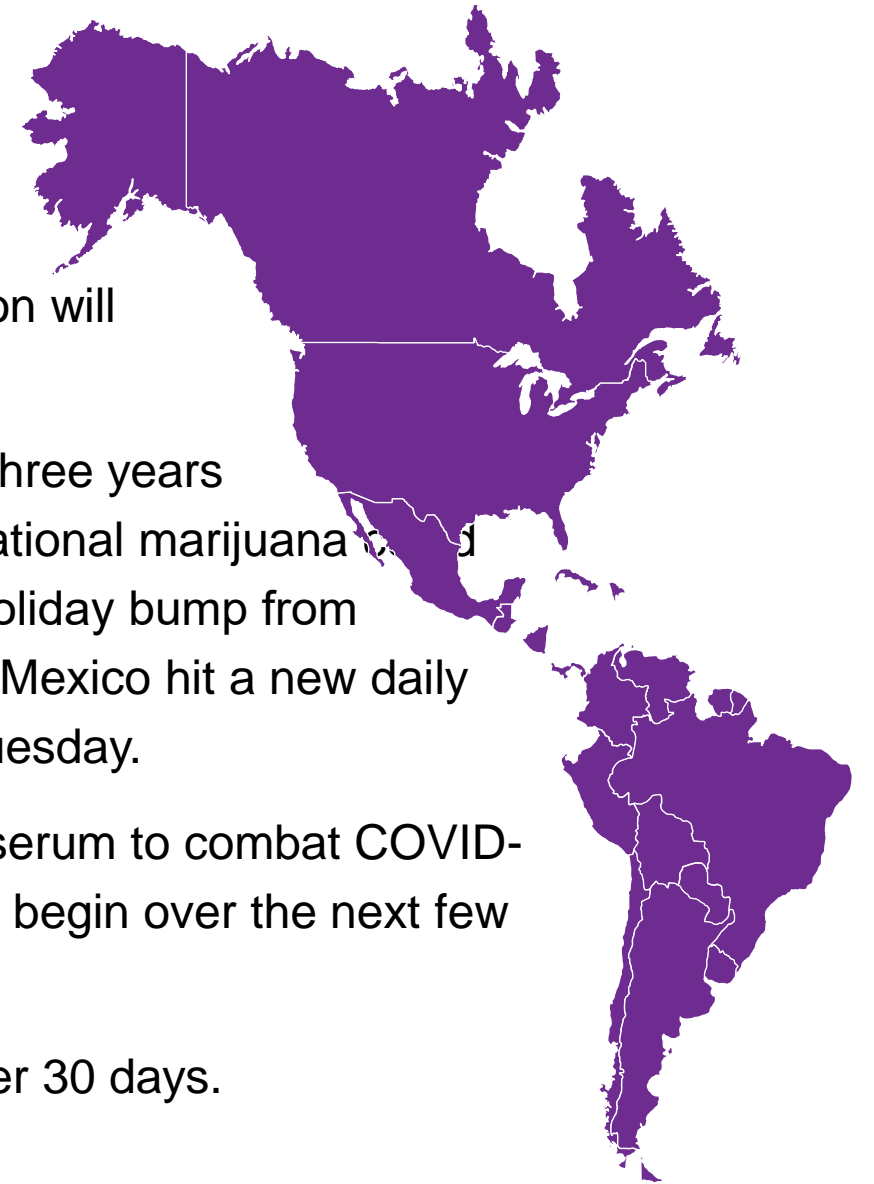 on will
hree years
ational marijuana
oliday bump from
Mexico hit a new daily
uesday.
serum to combat COVID-
begin over the next few
er 30 days.